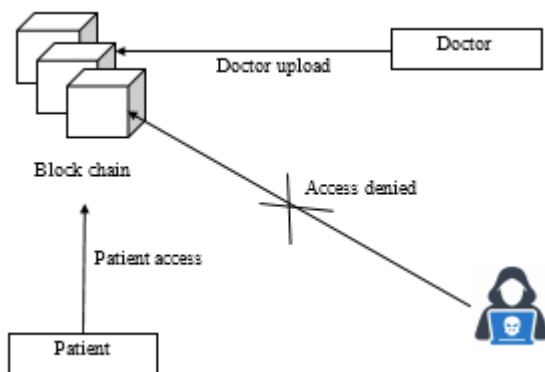 Doctor
Doctor upload
Block chain
Access denied
Patient access
Patient